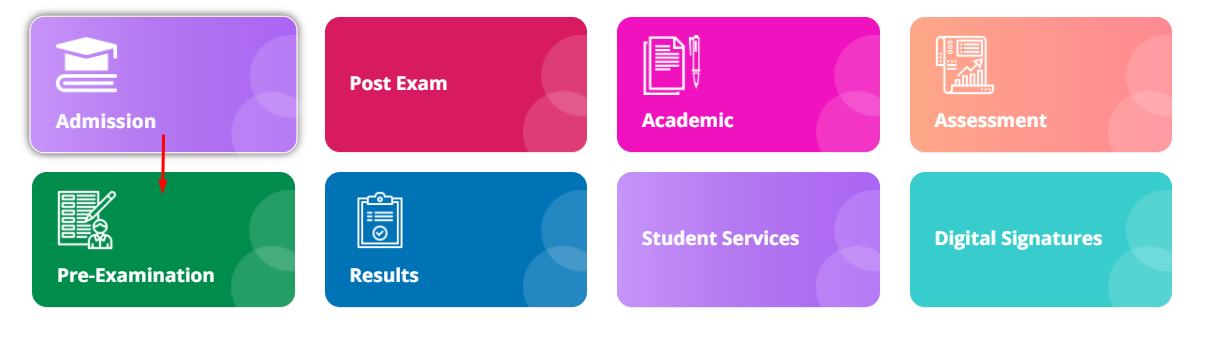 Admission
Post Exam
Academic
Assessment
Pre-Examination
Results
Student Services
Digital Signatures